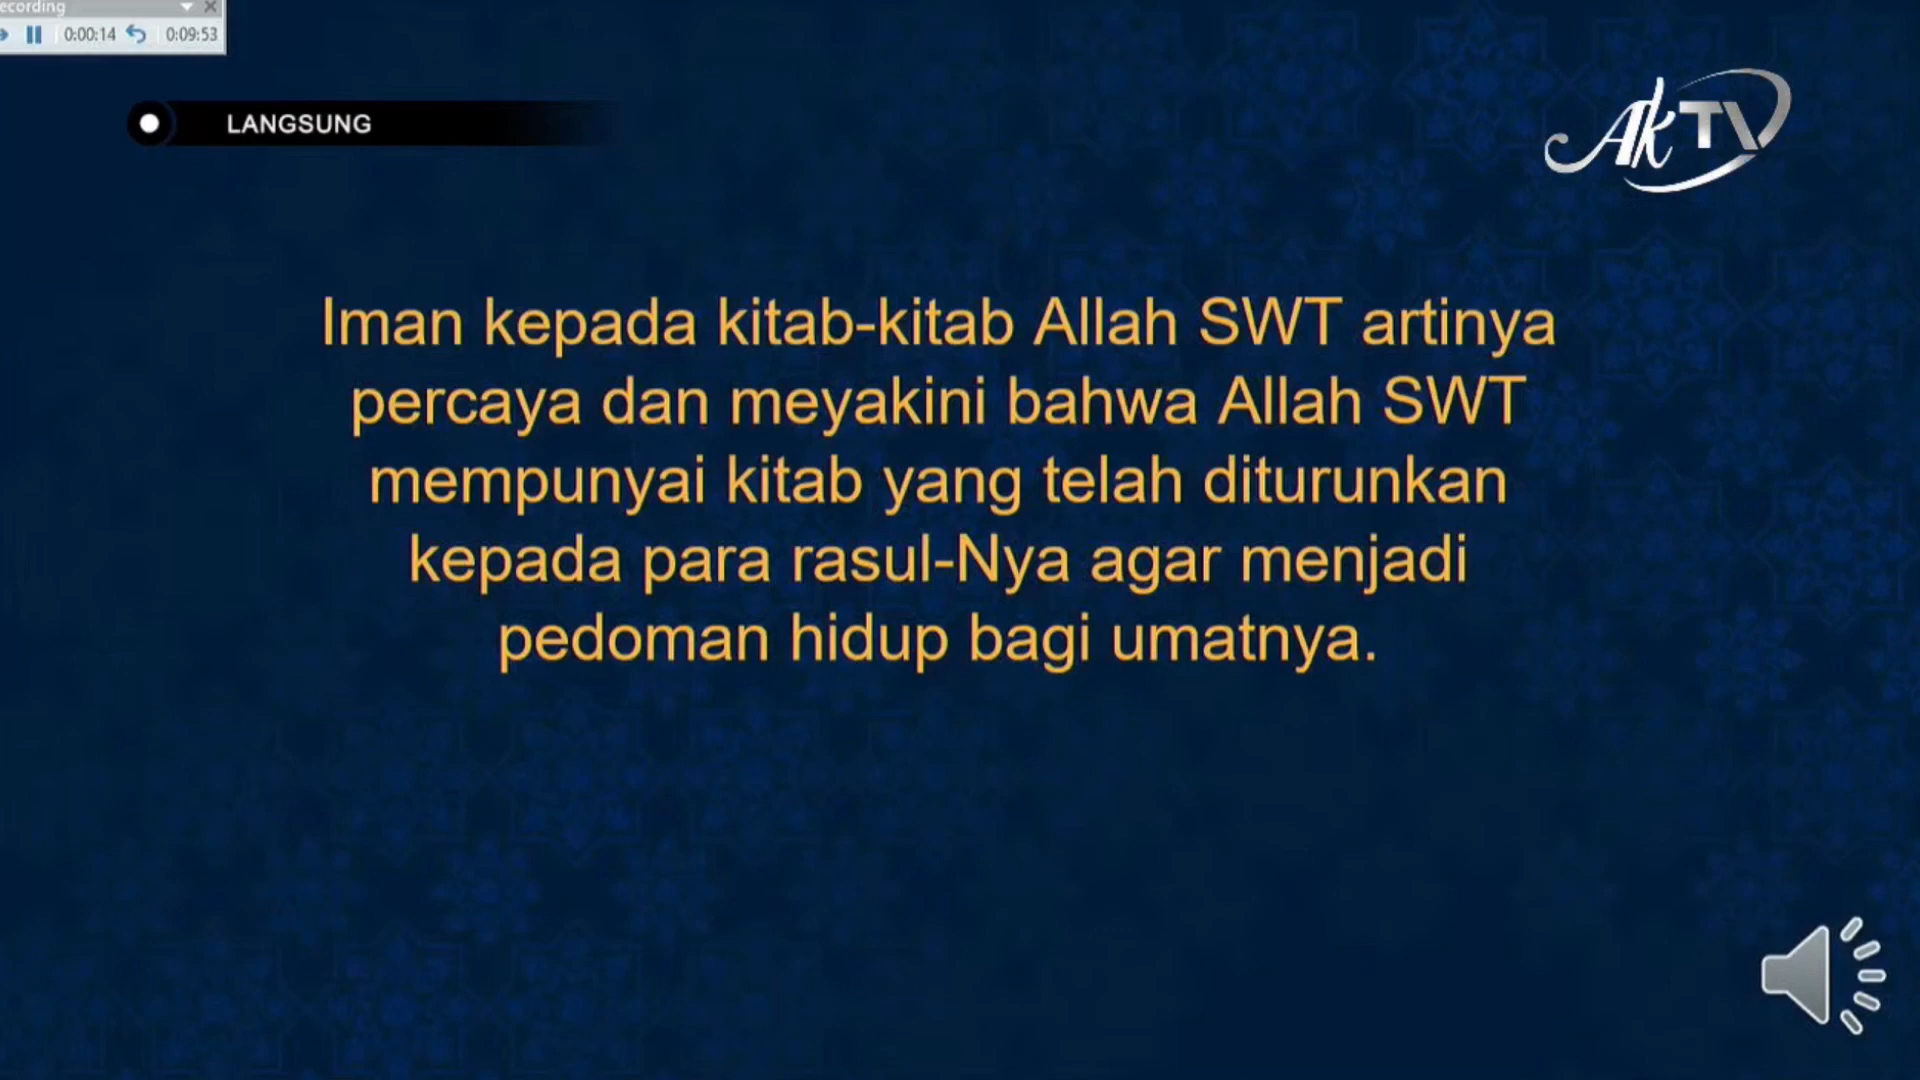 ecording
0:00:14 0:09:53
LANGSUNG
AkTV
Iman kepada kitab-kitab Allah SWT artinya
percaya dan meyakini bahwa Allah SWT
mempunyai kitab yang telah diturunkan
kepada para rasul-Nya agar menjadi
pedoman hidup bagi umatnya.